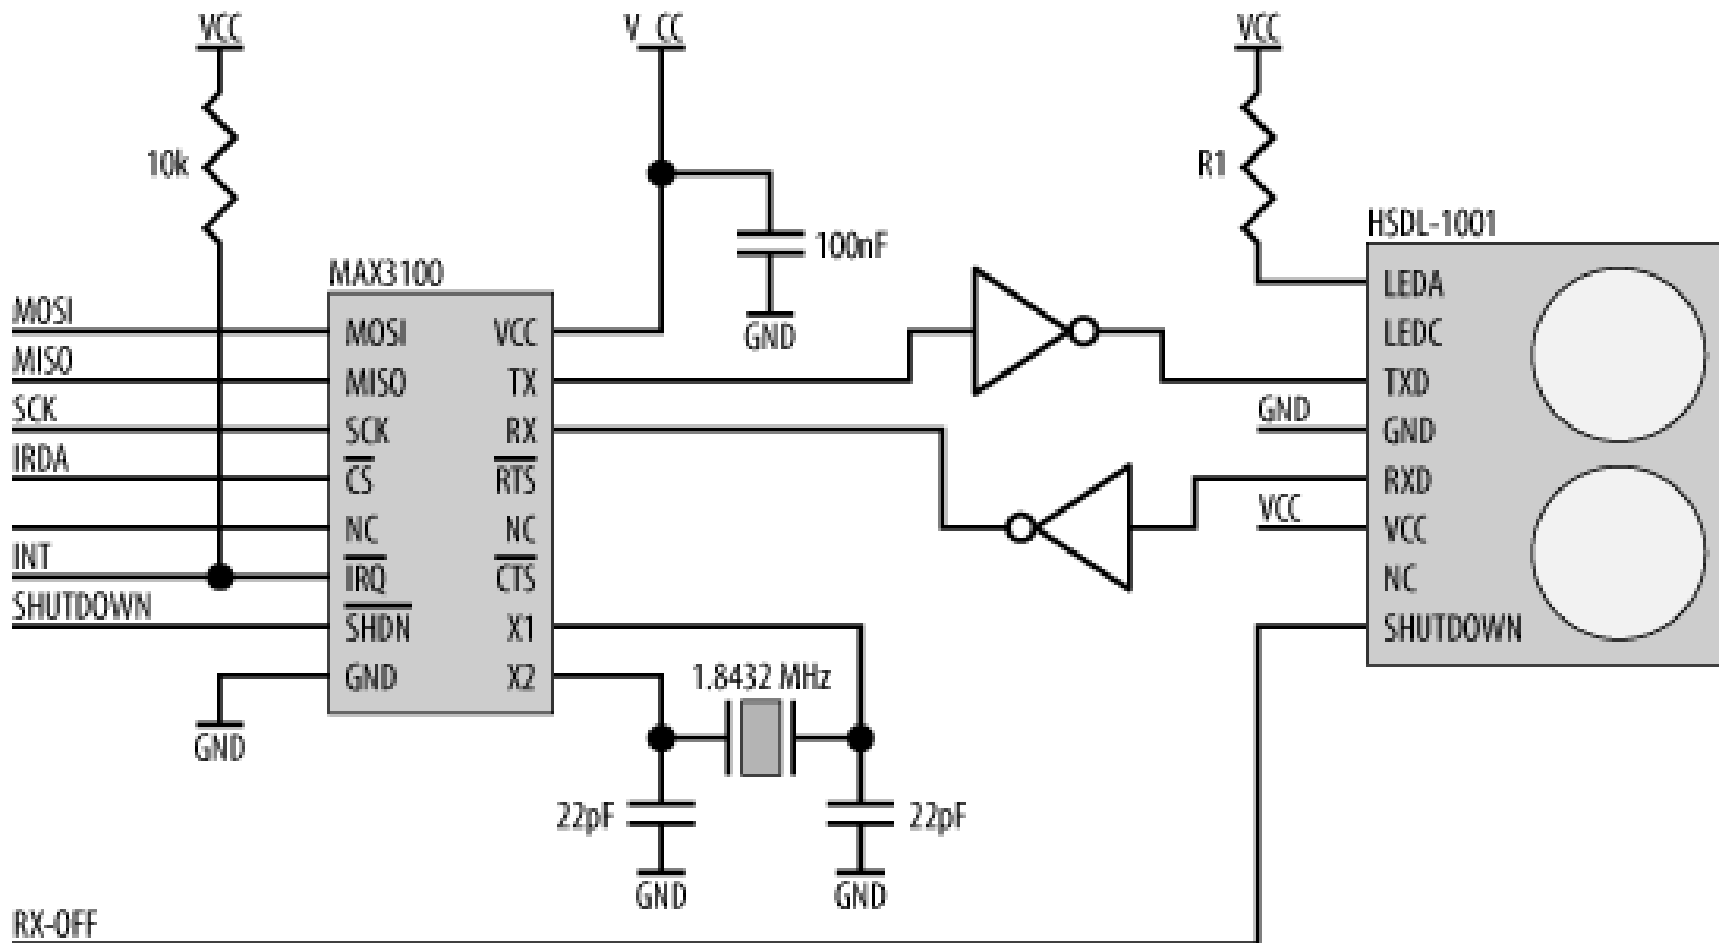 VCC
V CC
VCC
10k
R1
100nF
GND
HSDL-1001
LEDA
LEDC
TXD
GND
RXD
VCC
NC
SHUTDOWN
GND
VCC
MAX3100
MOSI
MISO
SCK
IRDA
INT
SHUTDOWN
MOSI
MISO
SCK
CS
NC
IRQ
SHDN
GND
VCC
TX
RX
RTS
NC
CTS
X1
X2
GND
1.8432 MHz
22pF
22pF
GND
GND
RX-OFF